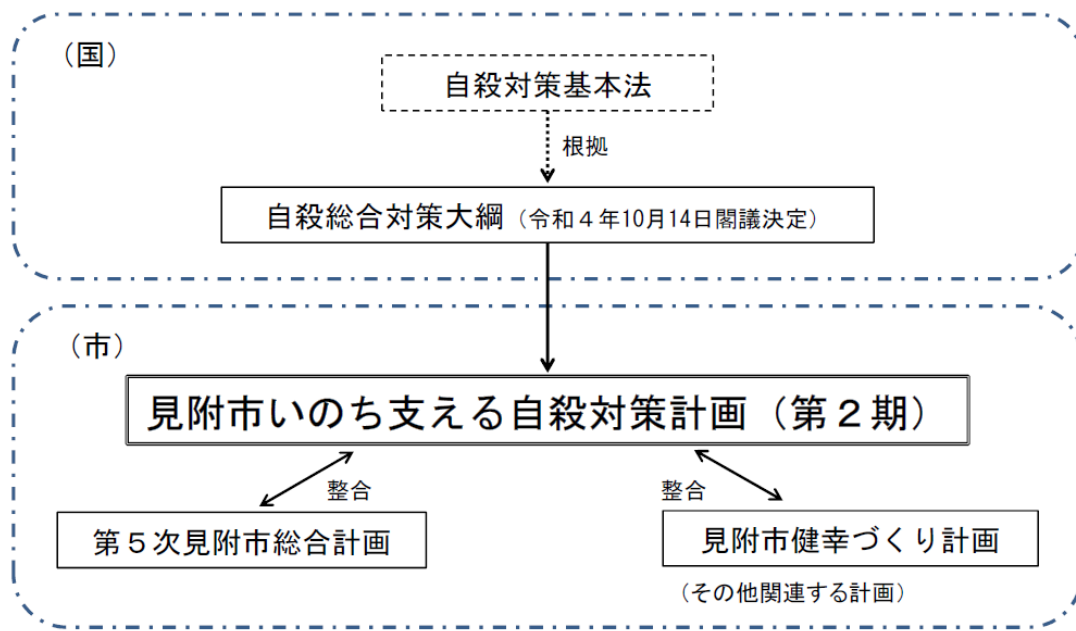 （国）
自殺対策基本法
根拠
自殺総合対策大綱（令和４年10月14日閣議決定）
（市）
見附市いのち支える自殺対策計画（第２期）
整合
整合
第５次見附市総合計画
見附市健幸づくり計画
（その他関連する計画）